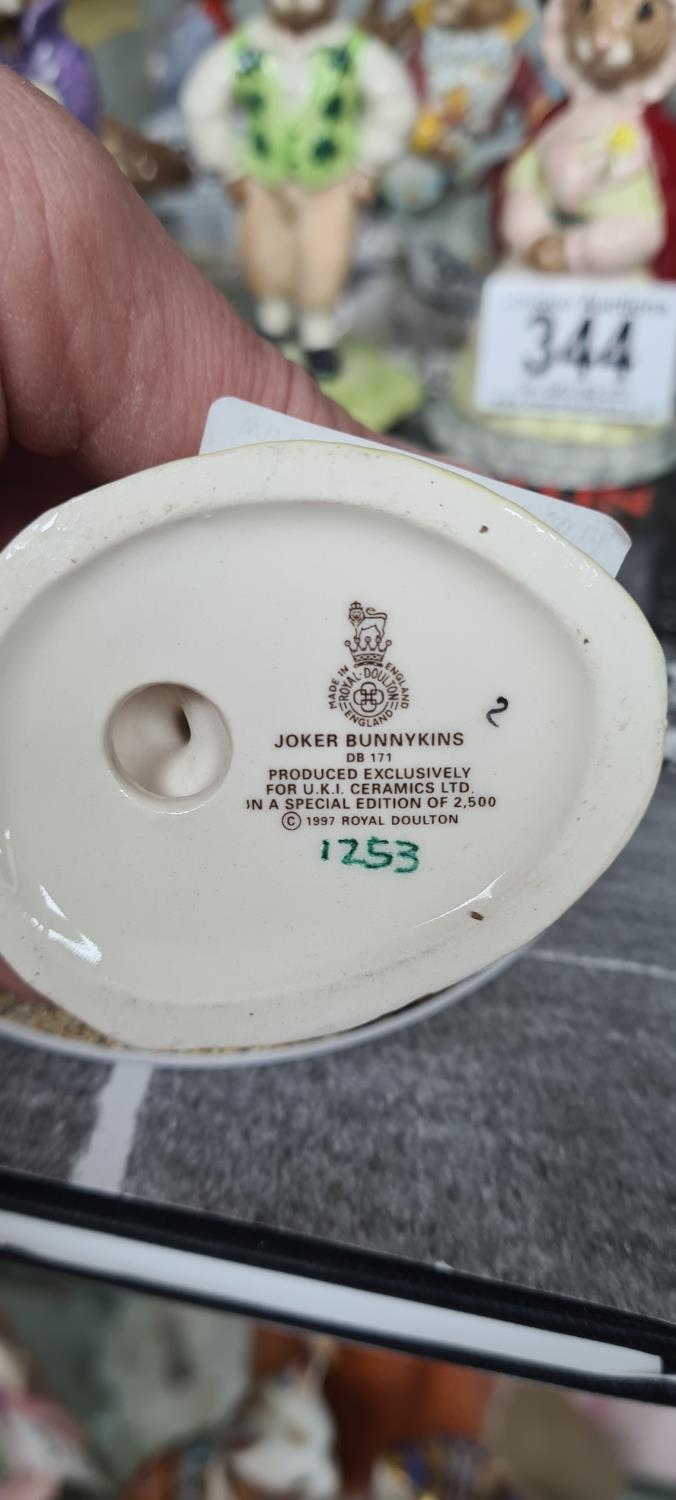 344
MADE IN ENGLAND
ROYAL DOULTON
ENGLAND
JOKER BUNNYKINS
DB 171
PRODUCED EXCLUSIVELY
FOR U.K.I. CERAMICS LTD.
IN A SPECIAL EDITION OF 2,500
© 1997 ROYAL DOULTON
1253